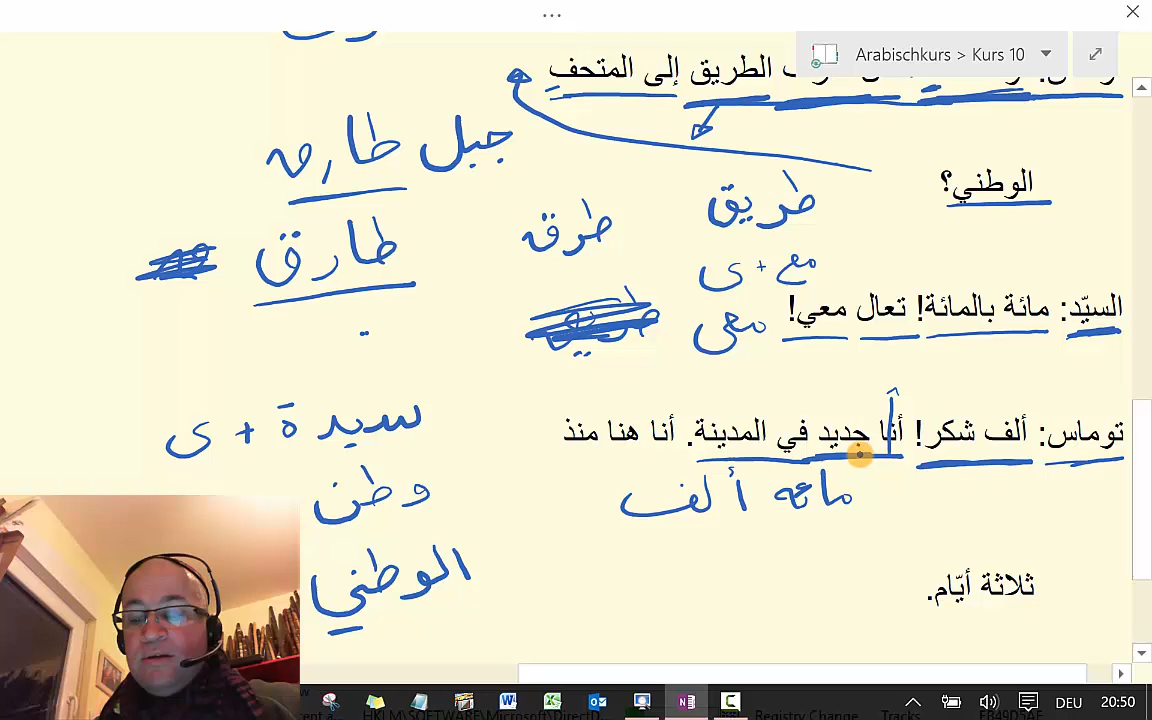 Arabischkurs > Kurs 10
الطريق إلى المتحف
الوطني؟
جبل طارق
طريق
طرق
طارق
مع + ي
السيّد: مائة بالمائة! تعال معي!
معي
سيدة + ي
توماس: ألف شكر! أنا جديد في المدينة. أنا هنا منذ
مائة ألف
وطن
الوطني
ثلاثة أيّام.
DEU
20:50